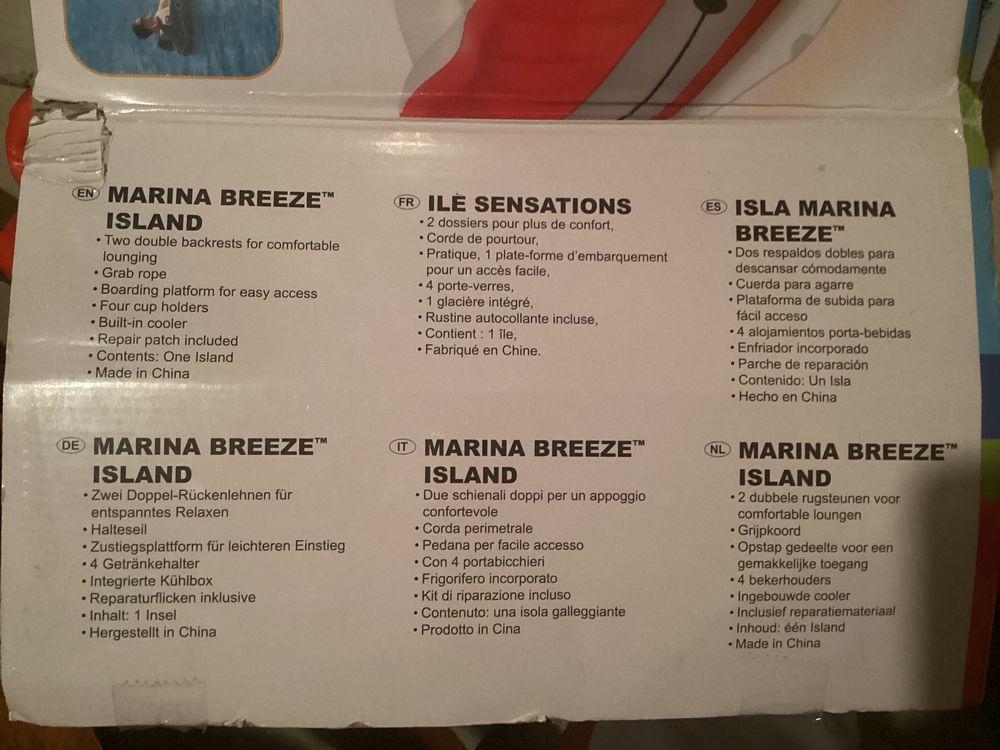 EN MARINA BREEZE™
ISLAND
• Two double backrests for comfortable
lounging
• Grab rope
• Boarding platform for easy access
• Four cup holders
• Built-in cooler
• Repair patch included
• Contents: One Island
• Made in China
FR ILÈ SENSATIONS
• 2 dossiers pour plus de confort,
• Corde de pourtour,
• Pratique, 1 plate-forme d'embarquement
pour un accès facile,
• 4 porte-verres,
• 1 glacière intégré,
• Rustine autocollante incluse,
• Contient : 1 île,
• Fabriqué en Chine.
ES ISLA MARINA
BREEZE™
• Dos respaldos dobles para
descansar cómodamente
• Cuerda para agarre
• Plataforma de subida para
fácil acceso
• 4 alojamientos porta-bebidas
• Enfriador incorporado
• Parche de reparación
• Contenido: Un Isla
• Hecho en China
DE MARINA BREEZE™
ISLAND
• Zwei Doppel-Rückenlehnen für
entspanntes Relaxen
• Halteseil
• Zustiegsplattform für leichteren Einstieg
• 4 Getränkehalter
• Integrierte Kühlbox
• Reparaturflicken inklusive
• Inhalt: 1 Insel
• Hergestellt in China
IT MARINA BREEZE™
ISLAND
• Due schienali doppi per un appoggio
confortevole
• Corda perimetrale
• Pedana per facile accesso
• Con 4 portabicchieri
• Frigorifero incorporato
• Kit di riparazione incluso
• Contenuto: una isola galleggiante
• Prodotto in Cina
NL MARINA BREEZE™
ISLAND
• 2 dubbele rugsteunen voor
comfortable loungen
• Grijpkoord
• Opstap gedeelte voor een
gemakkelijke toegang
• 4 bekerhouders
• Ingebouwde cooler
• Inclusief reparatiemateriaal
• Inhoud: één Island
• Made in China